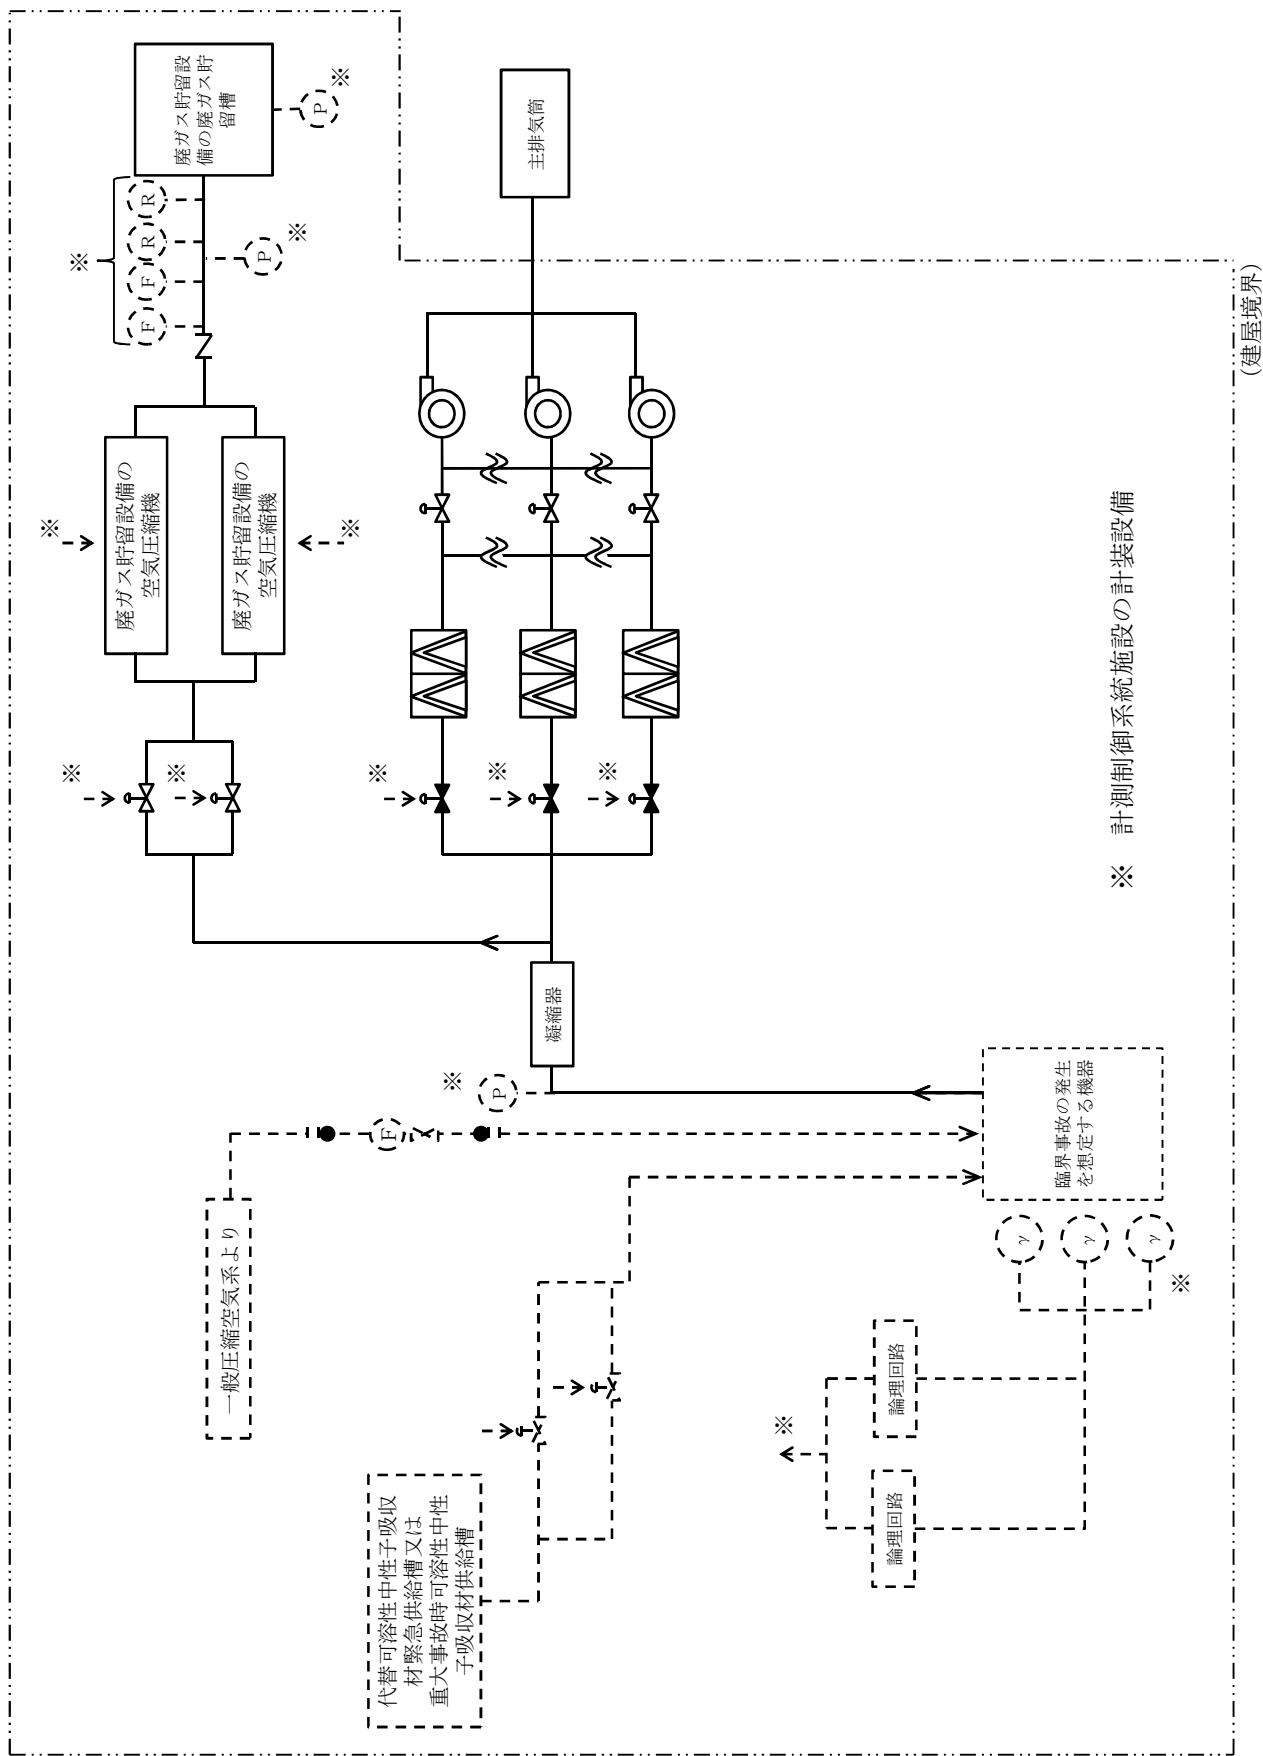 廃ガス貯留設
備の廃ガス貯
留槽
※
P
R
R
F
F
※
P
※
主排気筒
廃ガス貯留設備の
空気圧縮機
※
廃ガス貯留設備の
空気圧縮機
※
※
※
※
※
※
凝縮器
※
P
F
一般圧縮空気系より
臨界事故の発生
を想定する機器
γ
γ
γ
※
論理回路
論理回路
※
代替可溶性中性子吸収
材緊急供給槽又は
重大事故時可溶性中性
子吸収材供給槽
※ 計測制御系統施設の計装設備
(建屋境界)